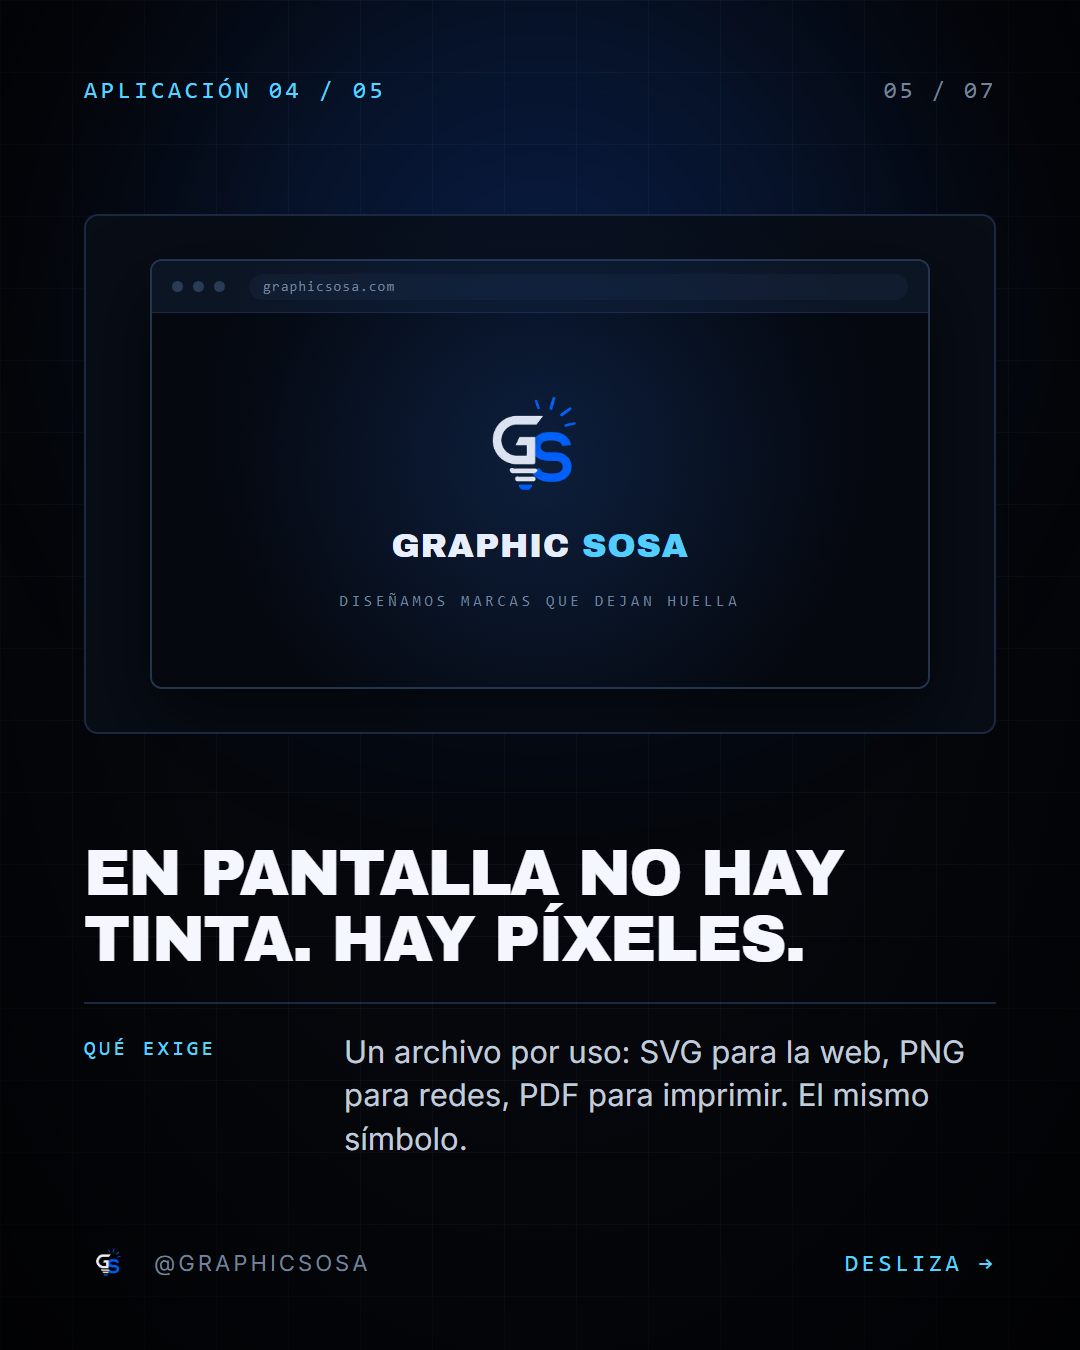 APLICACIÓN 04 / 05
05 / 07
graphicsosa.com
GS
GRAPHIC SOSA
DISEÑAMOS MARCAS QUE DEJAN HUELLA
EN PANTALLA NO HAY
TINTA. HAY PÍXELES.
QUÉ EXIGE
Un archivo por uso: SVG para la web, PNG
para redes, PDF para imprimir. El mismo
símbolo.
GS
@GRAPHICSOSA
DESLIZA →